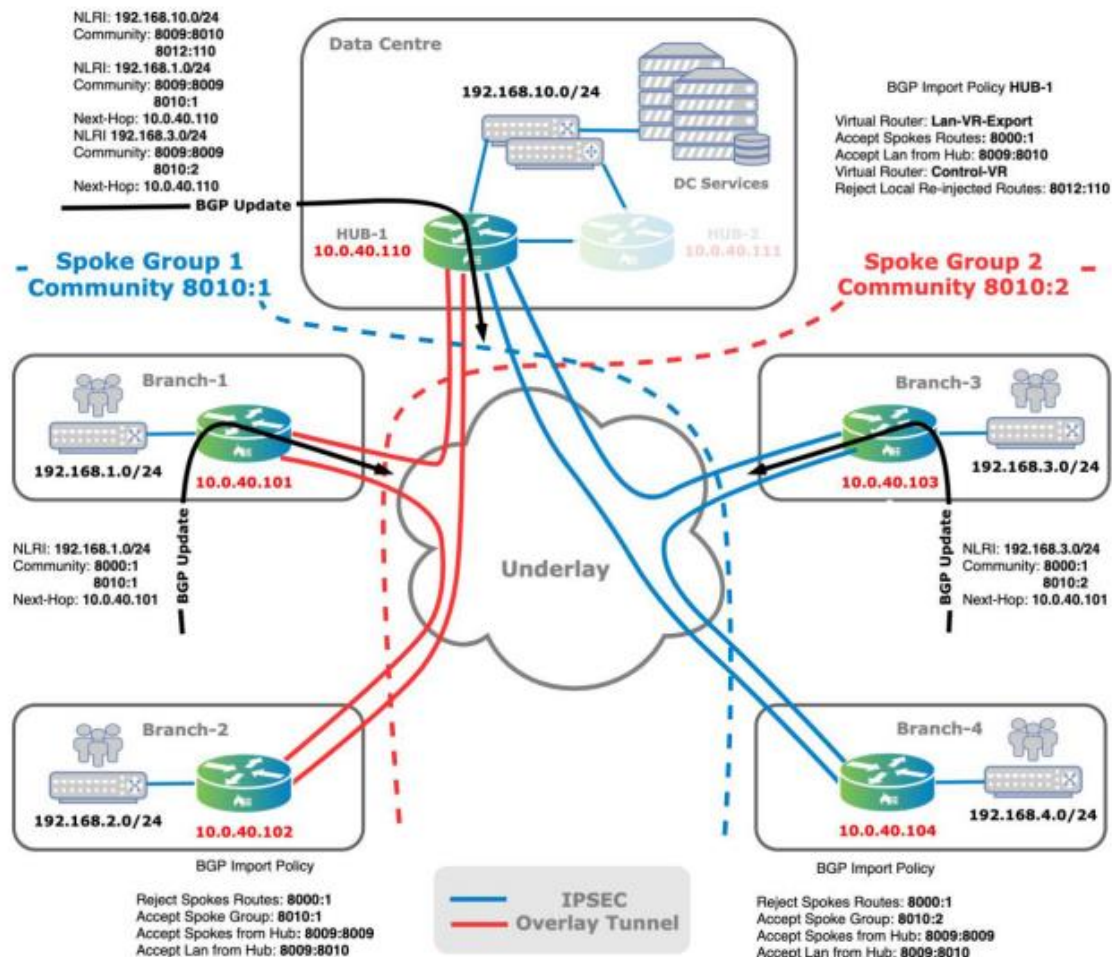 NLRI: 192.168.10.0/24
Community: 8009:8010
8012:110
NLRI: 192.168.1.0/24
Community: 8009:8009
8010:1
Next-Hop: 10.0.40.110
NLRI 192.168.3.0/24
Community: 8009:8009
8010:2
Next-Hop: 10.0.40.110
BGP Update
Data Centre
192.168.10.0/24
DC Services
HUB-1
10.0.40.110
HUB-2
10.0.40.111
BGP Import Policy HUB-1
Virtual Router: Lan-VR-Export
Accept Spokes Routes: 8000:1
Accept Lan from Hub: 8009:8010
Virtual Router: Control-VR
Reject Local Re-injected Routes: 8012:110
Spoke Group 1
Community 8010:1
Spoke Group 2
Community 8010:2
Branch-1
192.168.1.0/24
10.0.40.101
BGP Update
NLRI: 192.168.1.0/24
Community: 8000:1
8010:1
Next-Hop: 10.0.40.101
Branch-3
10.0.40.103
192.168.3.0/24
BGP Update
NLRI: 192.168.3.0/24
Community: 8000:1
8010:2
Next-Hop: 10.0.40.101
Underlay
Branch-2
192.168.2.0/24
10.0.40.102
BGP Import Policy
Reject Spokes Routes: 8000:1
Accept Spoke Group: 8010:1
Accept Spokes from Hub: 8009:8009
Accept Lan from Hub: 8009:8010
Branch-4
10.0.40.104
192.168.4.0/24
BGP Import Policy
Reject Spokes Routes: 8000:1
Accept Spoke Group: 8010:2
Accept Spokes from Hub: 8009:8009
Accept Lan from Hub: 8009:8010
IPSEC
Overlay Tunnel